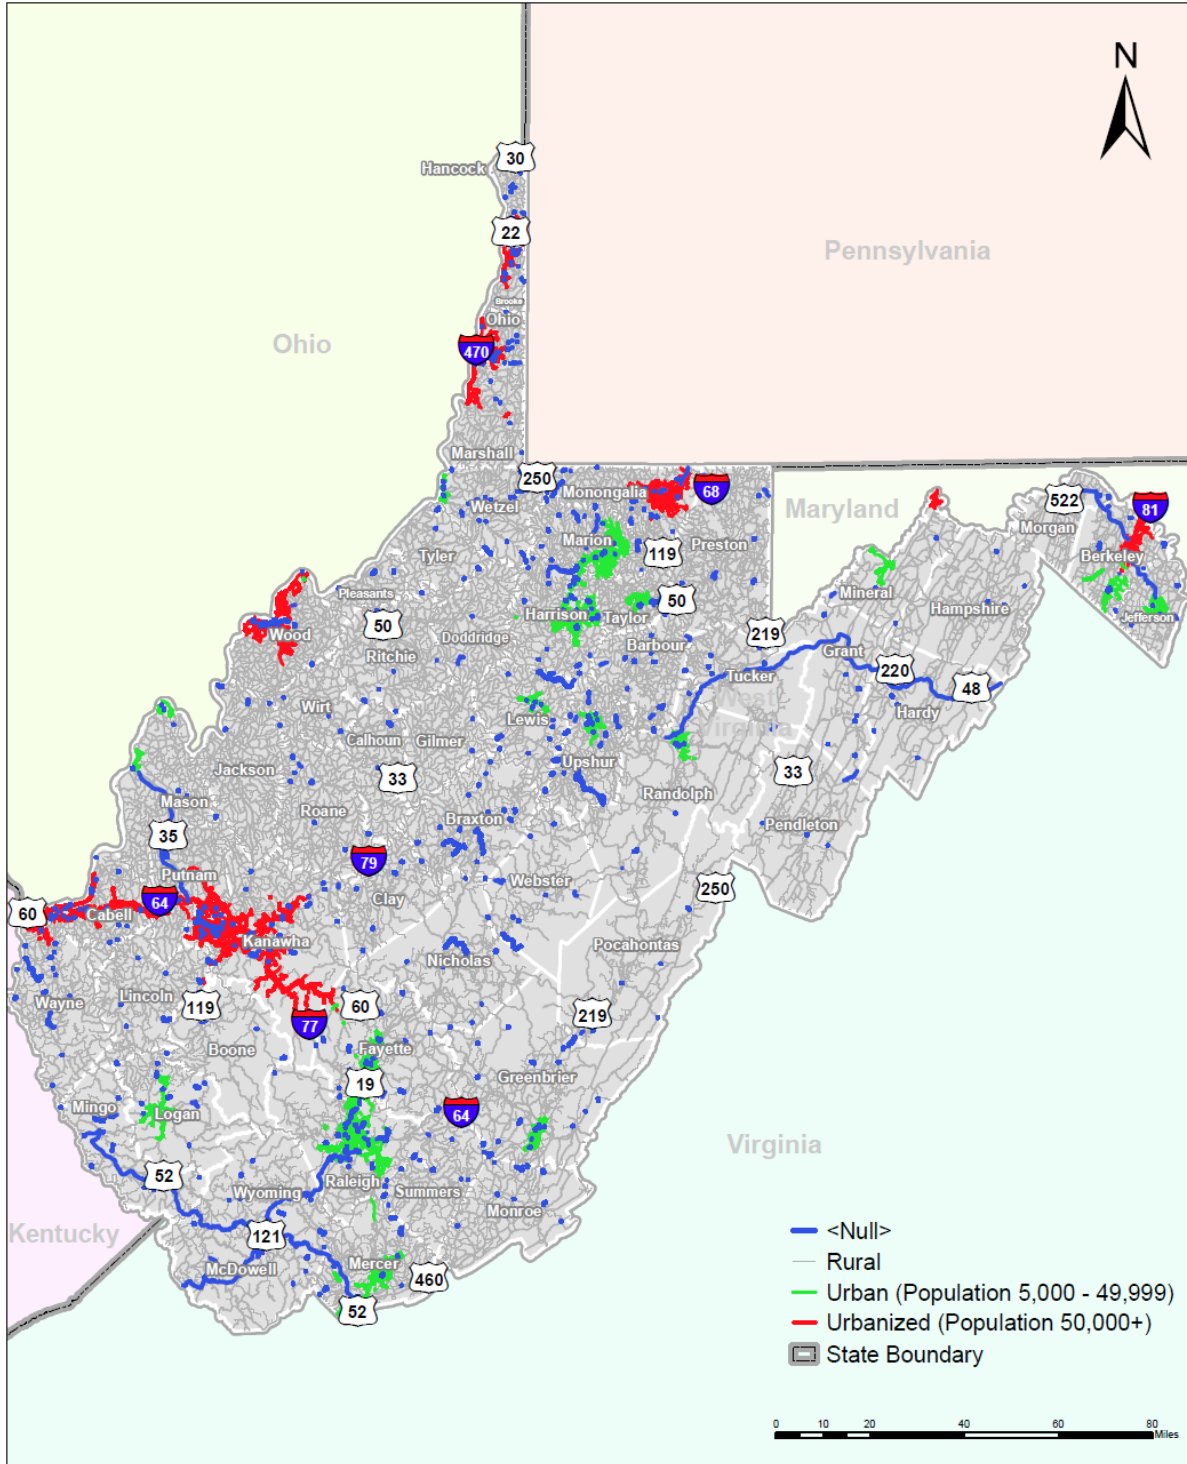 N
30
Hancock
22
Pennsylvania
Brooke
Ohio
Ohio
470
Marshall
250
Monongalia
68
522
81
Wetzel
Maryland
Morgan
Marion
119
Preston
Berkeley
Tyler
Pleasants
Mineral
Hampshire
50
Harrison
Taylor
50
Jefferson
Wood
50
Doddridge
219
Ritchie
Barbour
Grant
Tucker
220
48
West
Virginia
Wirt
Lewis
Hardy
Calhoun
Gilmer
Jackson
33
Upshur
33
Mason
Roane
Randolph
Braxton
Pendleton
35
79
Putnam
Webster
250
60
Cabell
64
Clay
Kanawha
Pocahontas
Nicholas
Wayne
Lincoln
119
60
219
77
Boone
Fayette
19
Greenbrier
Mingo
Logan
64
Virginia
52
Wyoming
Raleigh
Summers
Monroe
Kentucky
121
McDowell
Mercer
460
52
<Null>
Rural
Urban (Population 5,000 - 49,999)
Urbanized (Population 50,000+)
State Boundary
0 10 20 40 60 80
Miles